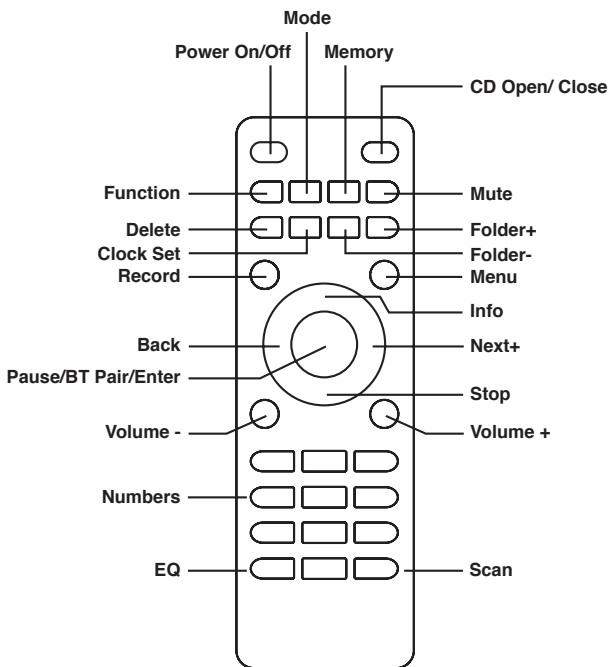 Mode
Power On/Off
Memory
CD Open/ Close
Function
Mute
Delete
Folder+
Clock Set
Folder-
Record
Menu
Info
Back
Next+
Pause/BT Pair/Enter
Stop
Volume -
Volume +
Numbers
EQ
Scan